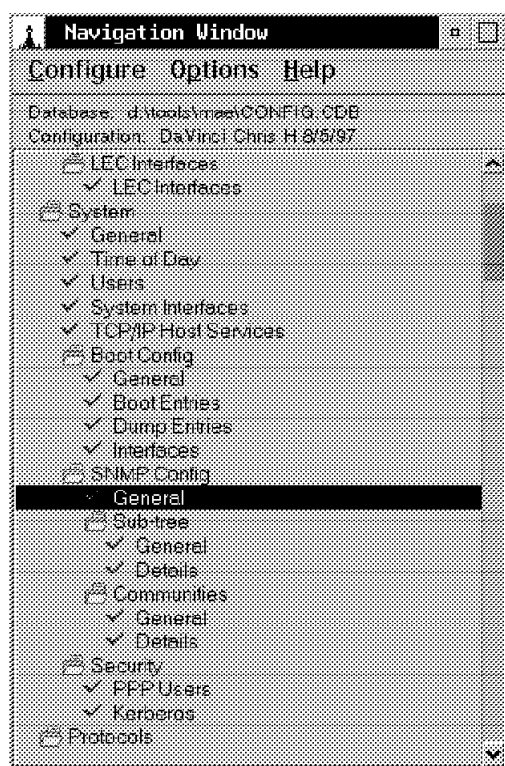 Navigation Window
Configure Options Help
Database: d:\tools\mae\CONFIG.CDB
Configuration: DaVinci Chris H 8/5/97
LEC Interfaces
LEC Interfaces
System
General
Time of Day
Users
System Interfaces
TCP/IP Host Services
Boot Config
General
Boot Entries
Dump Entries
Interfaces
SNMP Config
General
Sub-tree
General
Details
Communities
General
Details
Security
PPP Users
Kerberos
Protocols